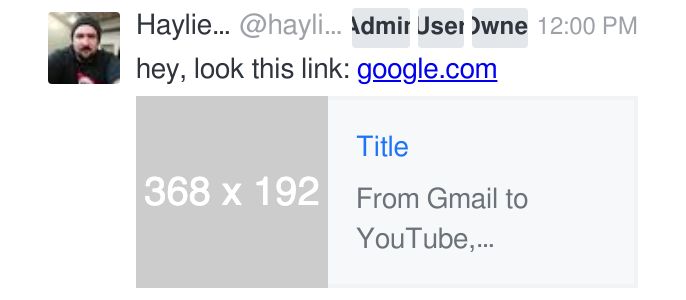 Haylie... @hayli... Admin User Owne 12:00 PM
hey, look this link: google.com
368 x 192
Title
From Gmail to
YouTube,...